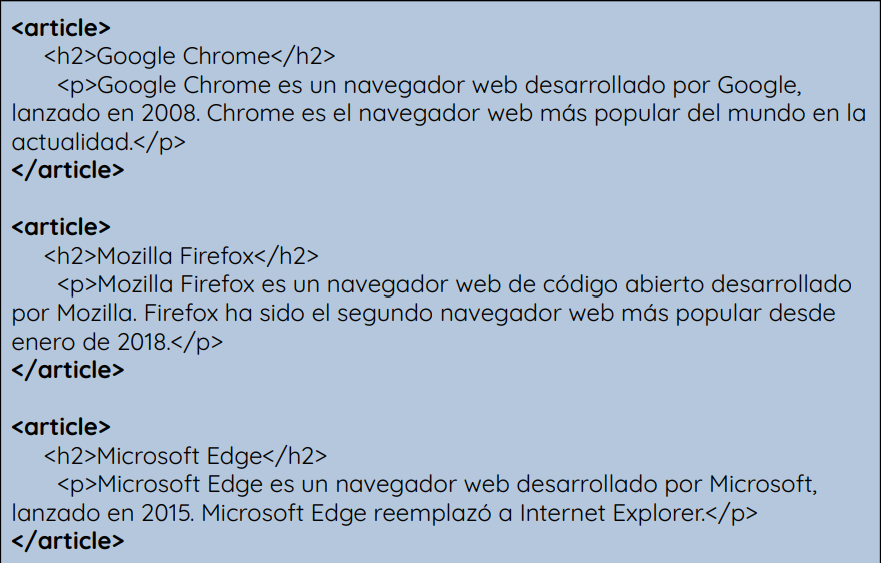 <article>
<h2>Google Chrome</h2>
<p>Google Chrome es un navegador web desarrollado por Google,
lanzado en 2008. Chrome es el navegador web más popular del mundo en la
actualidad.</p>
</article>
<article>
<h2>Mozilla Firefox</h2>
<p>Mozilla Firefox es un navegador web de código abierto desarrollado
por Mozilla. Firefox ha sido el segundo navegador web más popular desde
enero de 2018.</p>
</article>
<article>
<h2>Microsoft Edge</h2>
<p>Microsoft Edge es un navegador web desarrollado por Microsoft,
lanzado en 2015. Microsoft Edge reemplazó a Internet Explorer.</p>
</article>